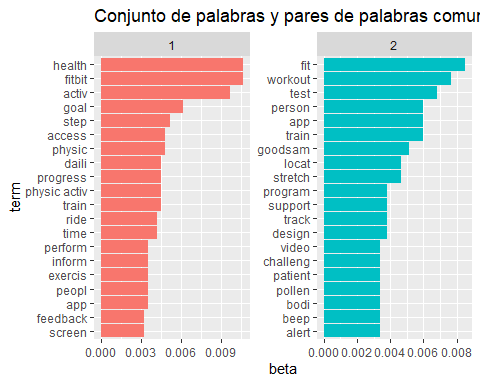 Conjunto de palabras y pares de palabras comu
1
2
term
health
fitbit
activ
goal
step
access
physic
daili
progress
physic activ
train
ride
time
perform
inform
exercis
peopl
app
feedback
screen
fit
workout
test
person
app
train
goodsam
locat
stretch
program
support
track
design
video
challeng
patient
pollen
bodi
beep
alert
0.000 0.003 0.006 0.009
0.000 0.002 0.004 0.006 0.008
beta